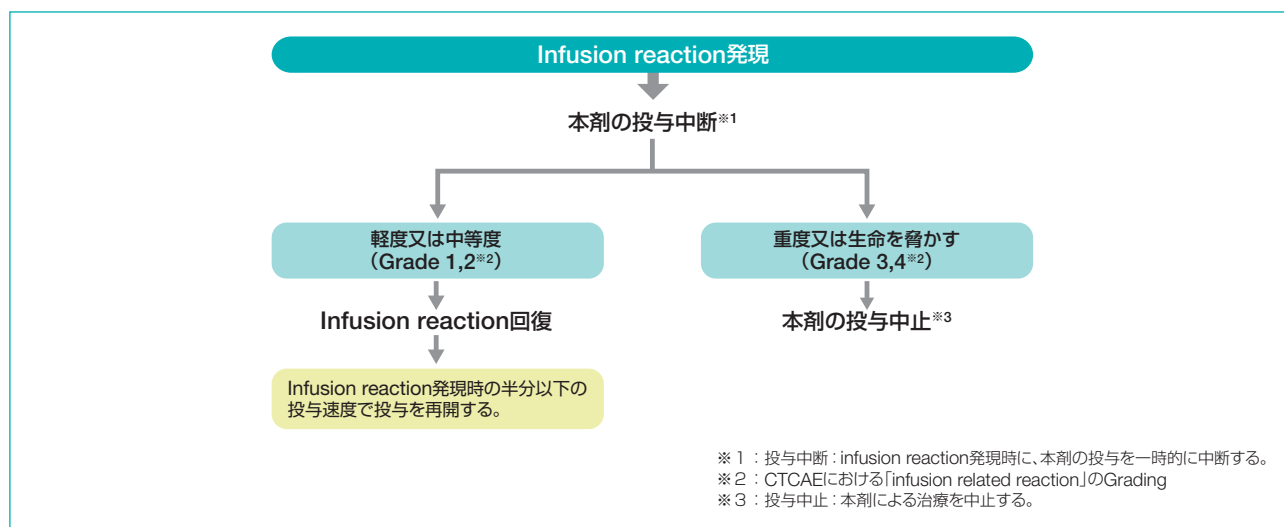 Infusion reaction発現
本剤の投与中断※1
軽度又は中等度
（Grade 1,2※2）
重度又は生命を脅かす
（Grade 3,4※2）
Infusion reaction回復
本剤の投与中止※3
Infusion reaction発現時の半分以下の
投与速度で投与を再開する。
※1：投与中断：infusion reaction発現時に、本剤の投与を一時的に中断する。
※2：CTCAEにおける「infusion related reaction」のGrading
※3：投与中止：本剤による治療を中止する。